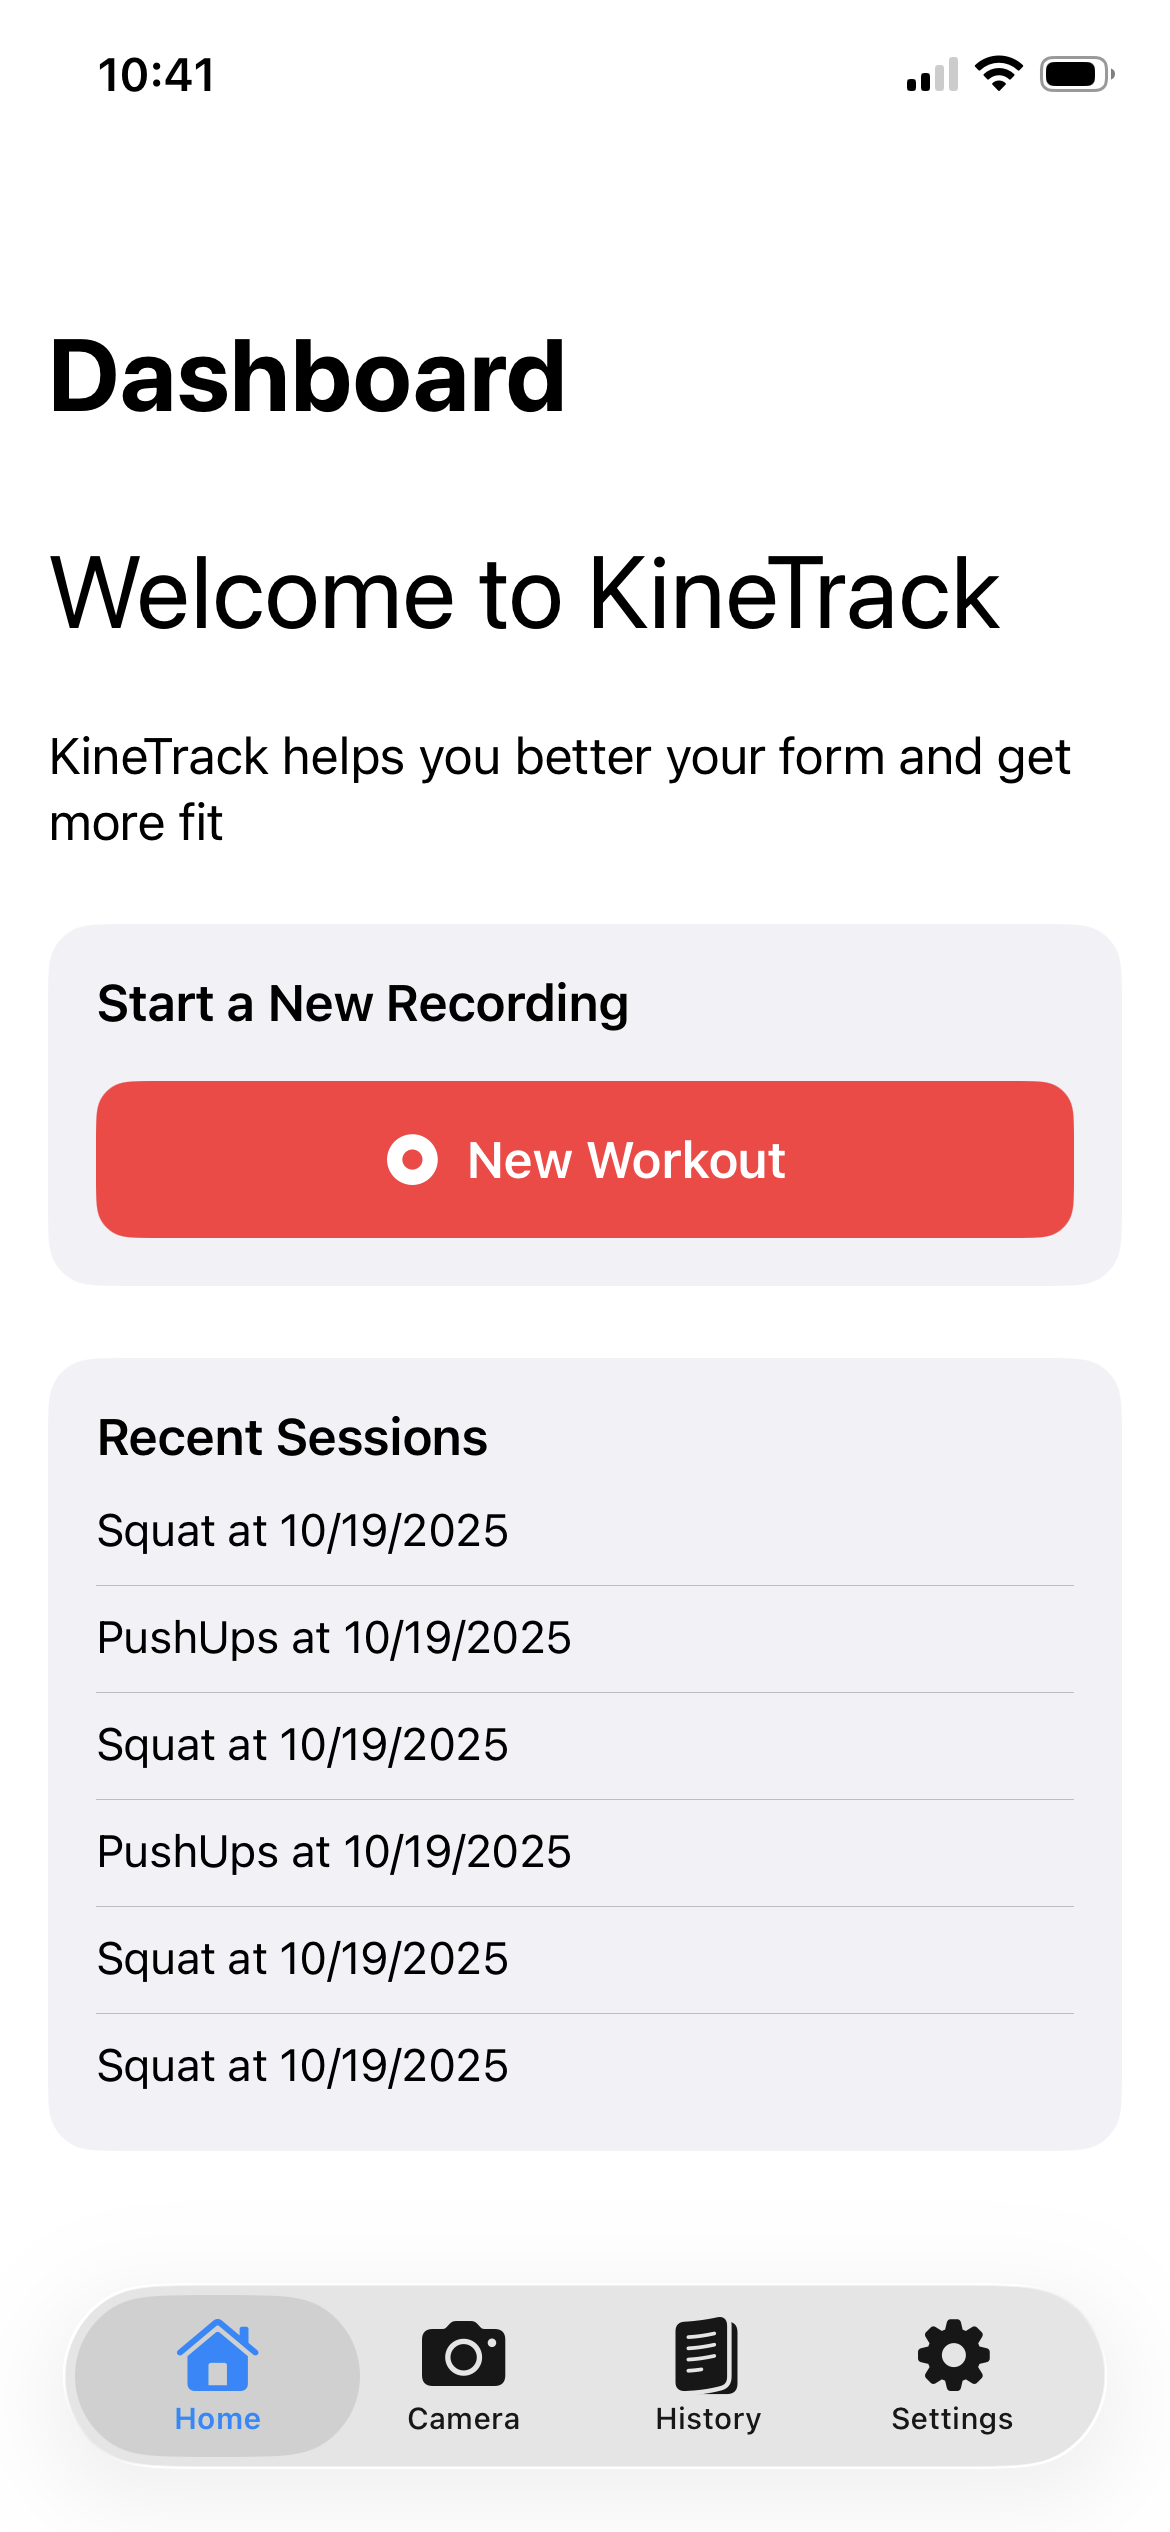 10:41
Dashboard
Welcome to KineTrack
KineTrack helps you better your form and get
more fit
Start a New Recording
New Workout
Recent Sessions
Squat at 10/19/2025
PushUps at 10/19/2025
Squat at 10/19/2025
PushUps at 10/19/2025
Squat at 10/19/2025
Squat at 10/19/2025
Home Camera History Settings